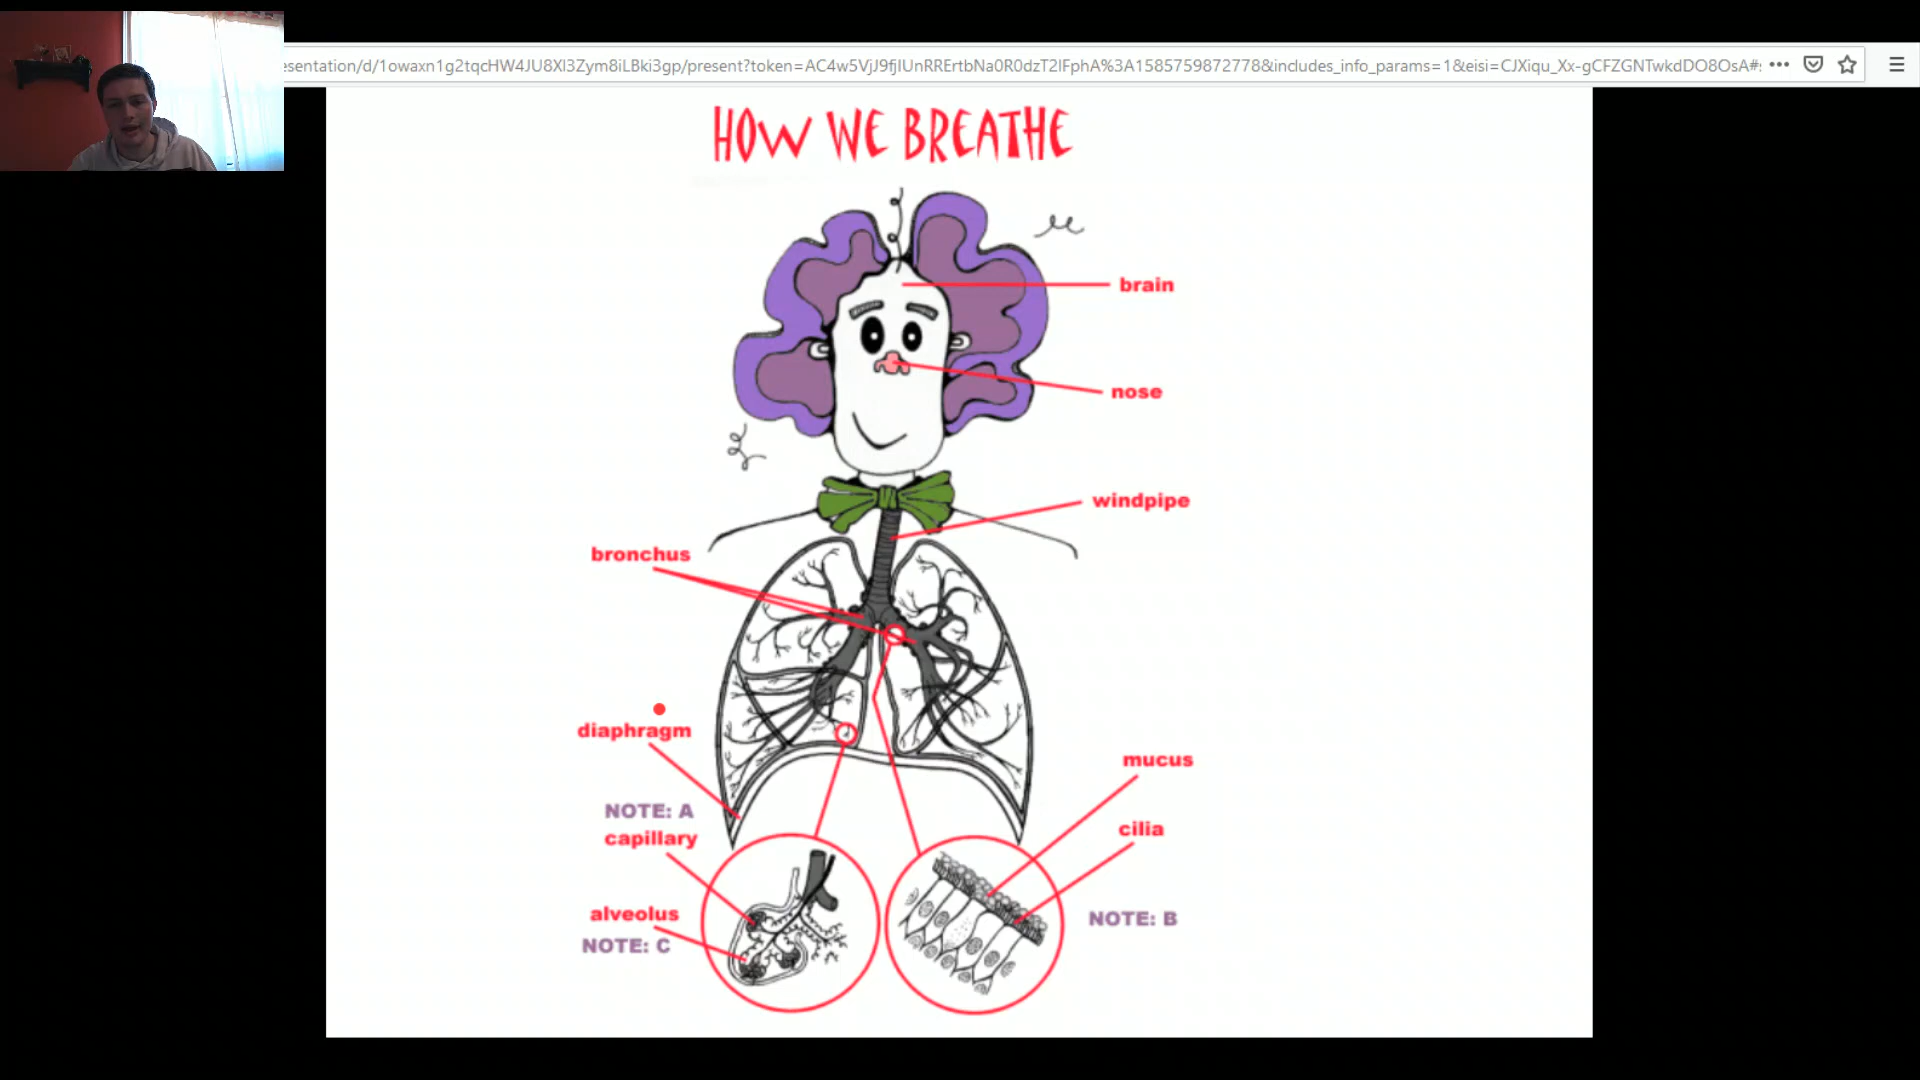 esentation/d/1owaxn1g2tqcHW4JU8Xl3Zym8iLBki3gp/present?token=AC4w5VjJ9fjIUnRRErtbNa0R0dzT2lFphA%3A1585759872778&includes_info_params=1&eisi=CJXiqu_Xx-gCFZGNTwkdDO8OsA#:
HOW WE BREATHE
brain
nose
windpipe
bronchus
diaphragm
mucus
NOTE: A
capillary
cilia
alveolus
NOTE: B
NOTE: C